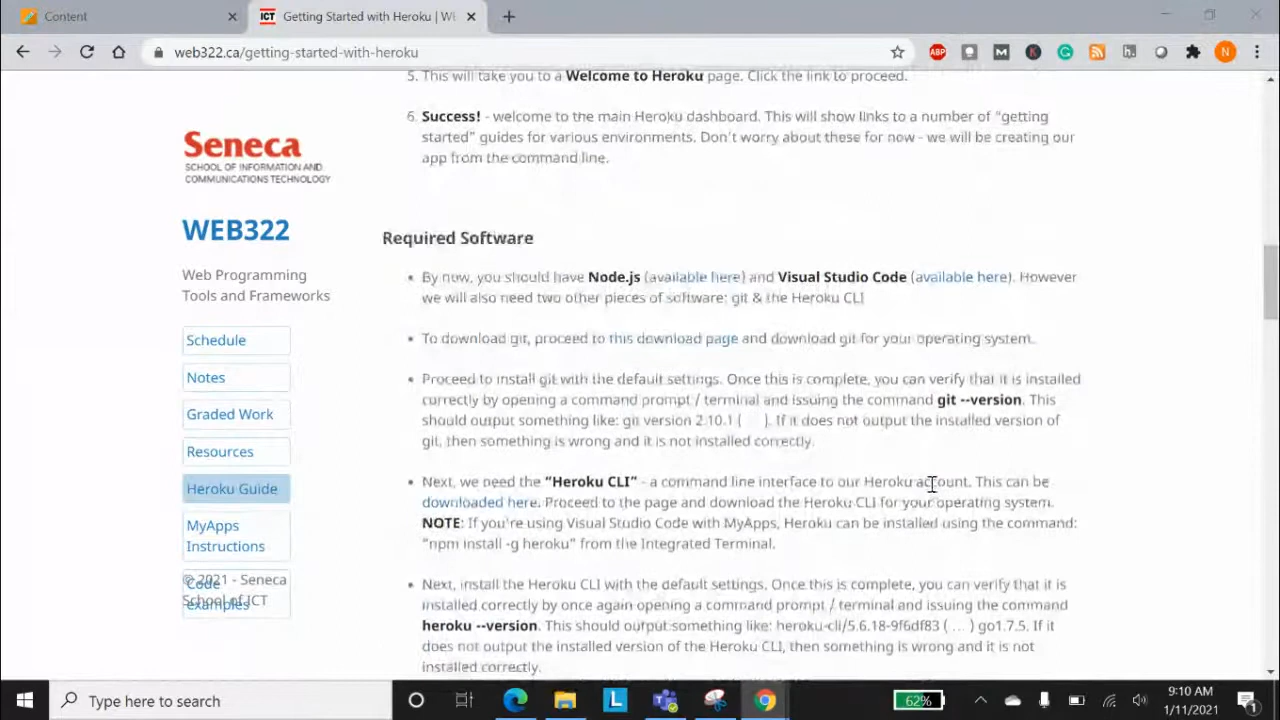 Content
ICT
Getting Started with Heroku | WE
web322.ca/getting-started-with-heroku
ABP
M
K
h
N
5. This will take you to a Welcome to Heroku page. Click the link to proceed.
6. Success! - welcome to the main Heroku dashboard. This will show links to a number of "getting
started" guides for various environments. Don't worry about these for now - we will be creating our
app from the command line.
Seneca
SCHOOL OF INFORMATION AND
COMMUNICATIONS TECHNOLOGY
WEB322
Web Programming
Tools and Frameworks
Schedule
Notes
Graded Work
Resources
Heroku Guide
MyApps
Instructions
Code
examples
© 2021 - Seneca
School of ICT
Required Software
• By now, you should have Node.js (available here) and Visual Studio Code (available here). However
we will also need two other pieces of software: git & the Heroku CLI
• To download git, proceed to this download page and download git for your operating system.
• Proceed to install git with the default settings. Once this is complete, you can verify that it is installed
correctly by opening a command prompt / terminal and issuing the command git --version. This
should output something like: git version 2.10.1 ( ). If it does not output the installed version of
git, then something is wrong and it is not installed correctly.
• Next, we need the "Heroku CLI" - a command line interface to our Heroku account. This can be
downloaded here. Proceed to the page and download the Heroku CLI for your operating system.
NOTE: If you're using Visual Studio Code with MyApps, Heroku can be installed using the command:
"npm install -g heroku" from the Integrated Terminal.
• Next, install the Heroku CLI with the default settings. Once this is complete, you can verify that it is
installed correctly by once again opening a command prompt / terminal and issuing the command
heroku --version. This should output something like: heroku-cli/5.6.18-9f6df83 ( ... ) go1.7.5. If it
does not output the installed version of the Heroku CLI, then something is wrong and it is not
installed correctly.
Type here to search
L
62%
9:10 AM
1/11/2021
1